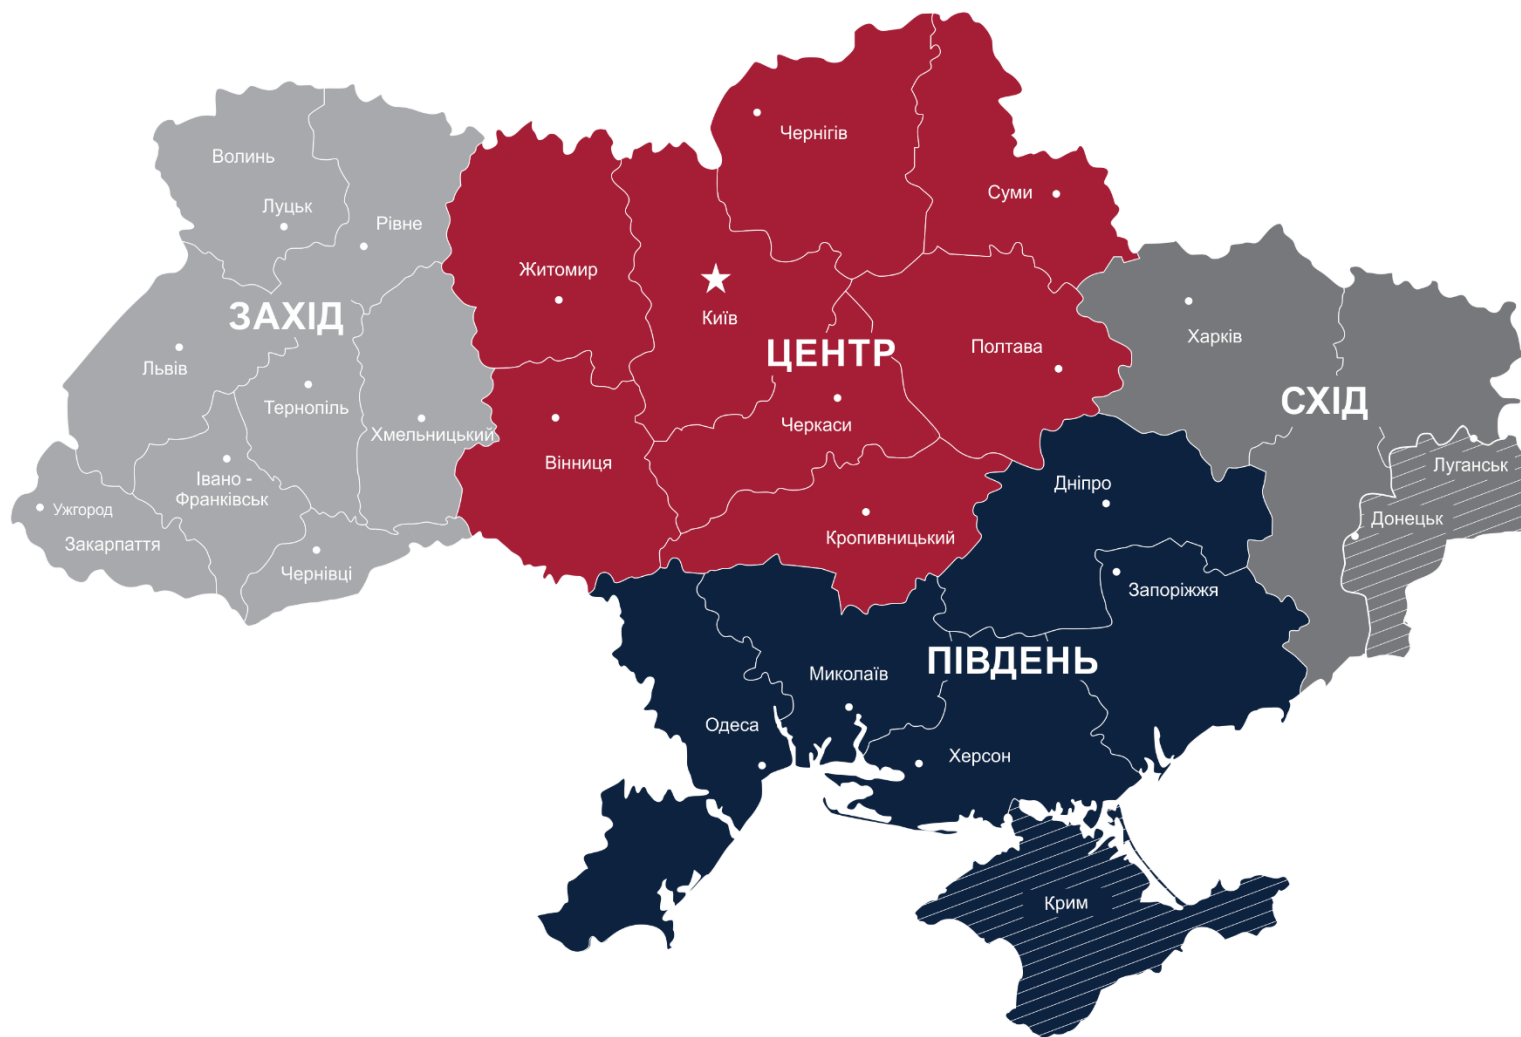 Чернігів
Волинь
Суми
Луцьк
Рівне
Житомир
ЗАХІД
Київ
Харків
ЦЕНТР
Полтава
Львів
СХІД
Тернопіль
Черкаси
Хмельницький
Вінниця
Луганськ
Івано -
Франківськ
Дніпро
Ужгород
Донецьк
Закарпаття
Кропивницький
Чернівці
Запоріжжя
ПІВДЕНЬ
Миколаїв
Одеса
Херсон
Крим